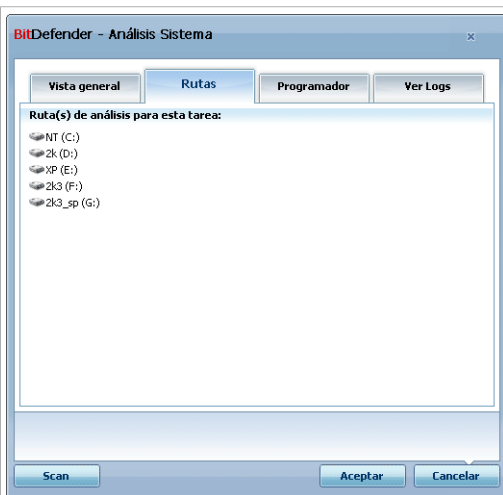 BitDefender - Análisis Sistema
x
Vista general Rutas Programador Ver Logs
Ruta(s) de análisis para esta tarea:
NT (C:)
2k (D:)
XP (E:)
2k3 (F:)
2k3_sp (G:)
Scan Aceptar Cancelar